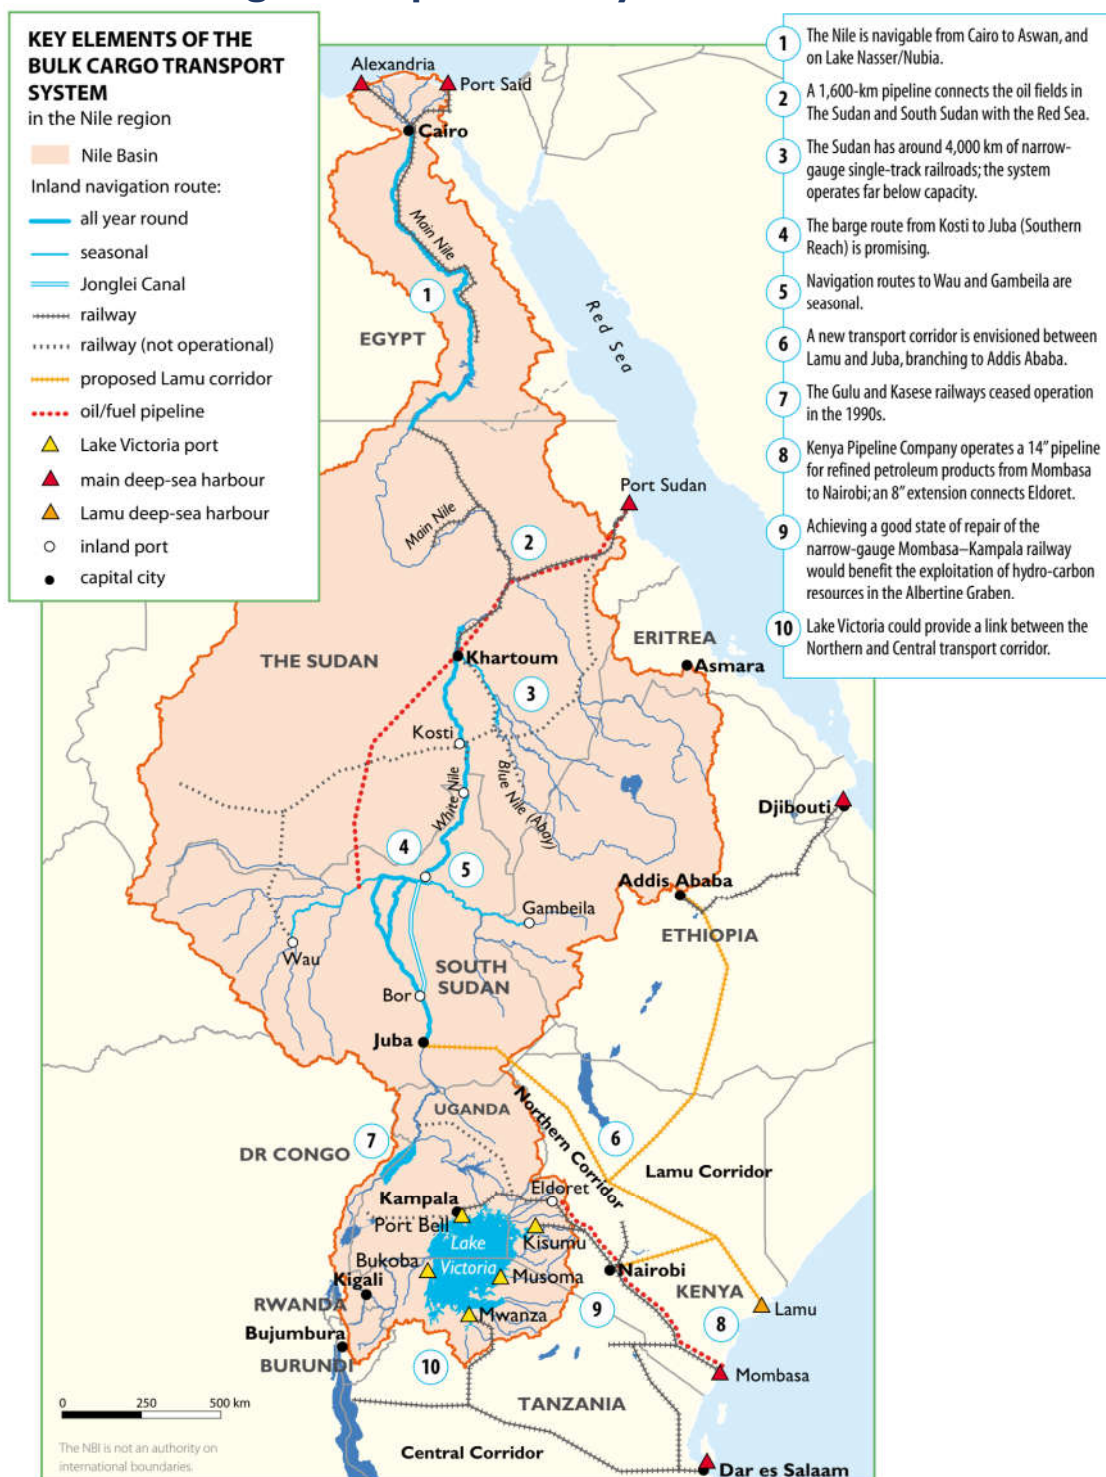 KEY ELEMENTS OF THE
BULK CARGO TRANSPORT
SYSTEM
in the Nile region
Nile Basin
Inland navigation route:
all year round
seasonal
Jonglei Canal
railway
railway (not operational)
proposed Lamu corridor
oil/fuel pipeline
Lake Victoria port
main deep-sea harbour
Lamu deep-sea harbour
inland port
capital city
1 The Nile is navigable from Cairo to Aswan, and
on Lake Nasser/Nubia.
2 A 1,600-km pipeline connects the oil fields in
The Sudan and South Sudan with the Red Sea.
3 The Sudan has around 4,000 km of narrow-
gauge single-track railroads; the system
operates far below capacity.
4 The barge route from Kosti to Juba (Southern
Reach) is promising.
5 Navigation routes to Wau and Gambeila are
seasonal.
6 A new transport corridor is envisioned between
Lamu and Juba, branching to Addis Ababa.
7 The Gulu and Kasese railways ceased operation
in the 1990s.
8 Kenya Pipeline Company operates a 14" pipeline
for refined petroleum products from Mombasa
to Nairobi; an 8" extension connects Eldoret.
9 Achieving a good state of repair of the
narrow-gauge Mombasa–Kampala railway
would benefit the exploitation of hydro-carbon
resources in the Albertine Graben.
10 Lake Victoria could provide a link between the
Northern and Central transport corridor.
Alexandria
Port Said
Cairo
Main Nile
1
EGYPT
Red Sea
Port Sudan
Main Nile
2
ERITREA
THE SUDAN
Khartoum
Asmara
3
Kosti
White Nile
Blue Nile (Abay)
Djibouti
4
5
Addis Ababa
Gambeila
ETHIOPIA
Wau
SOUTH
SUDAN
Bor
Juba
UGANDA
Northern Corridor
7
6
DR CONGO
Lamu Corridor
Kampala
Eldoret
Port Bell
Lake
Victoria
Kisumu
Bukoba
Musoma
Nairobi
Kigali
KENYA
RWANDA
9
Lamu
Mwanza
8
Bujumbura
BURUNDI
10
Mombasa
TANZANIA
0 250 500 km
The NBI is not an authority on
international boundaries.
Central Corridor
Dar es Salaam